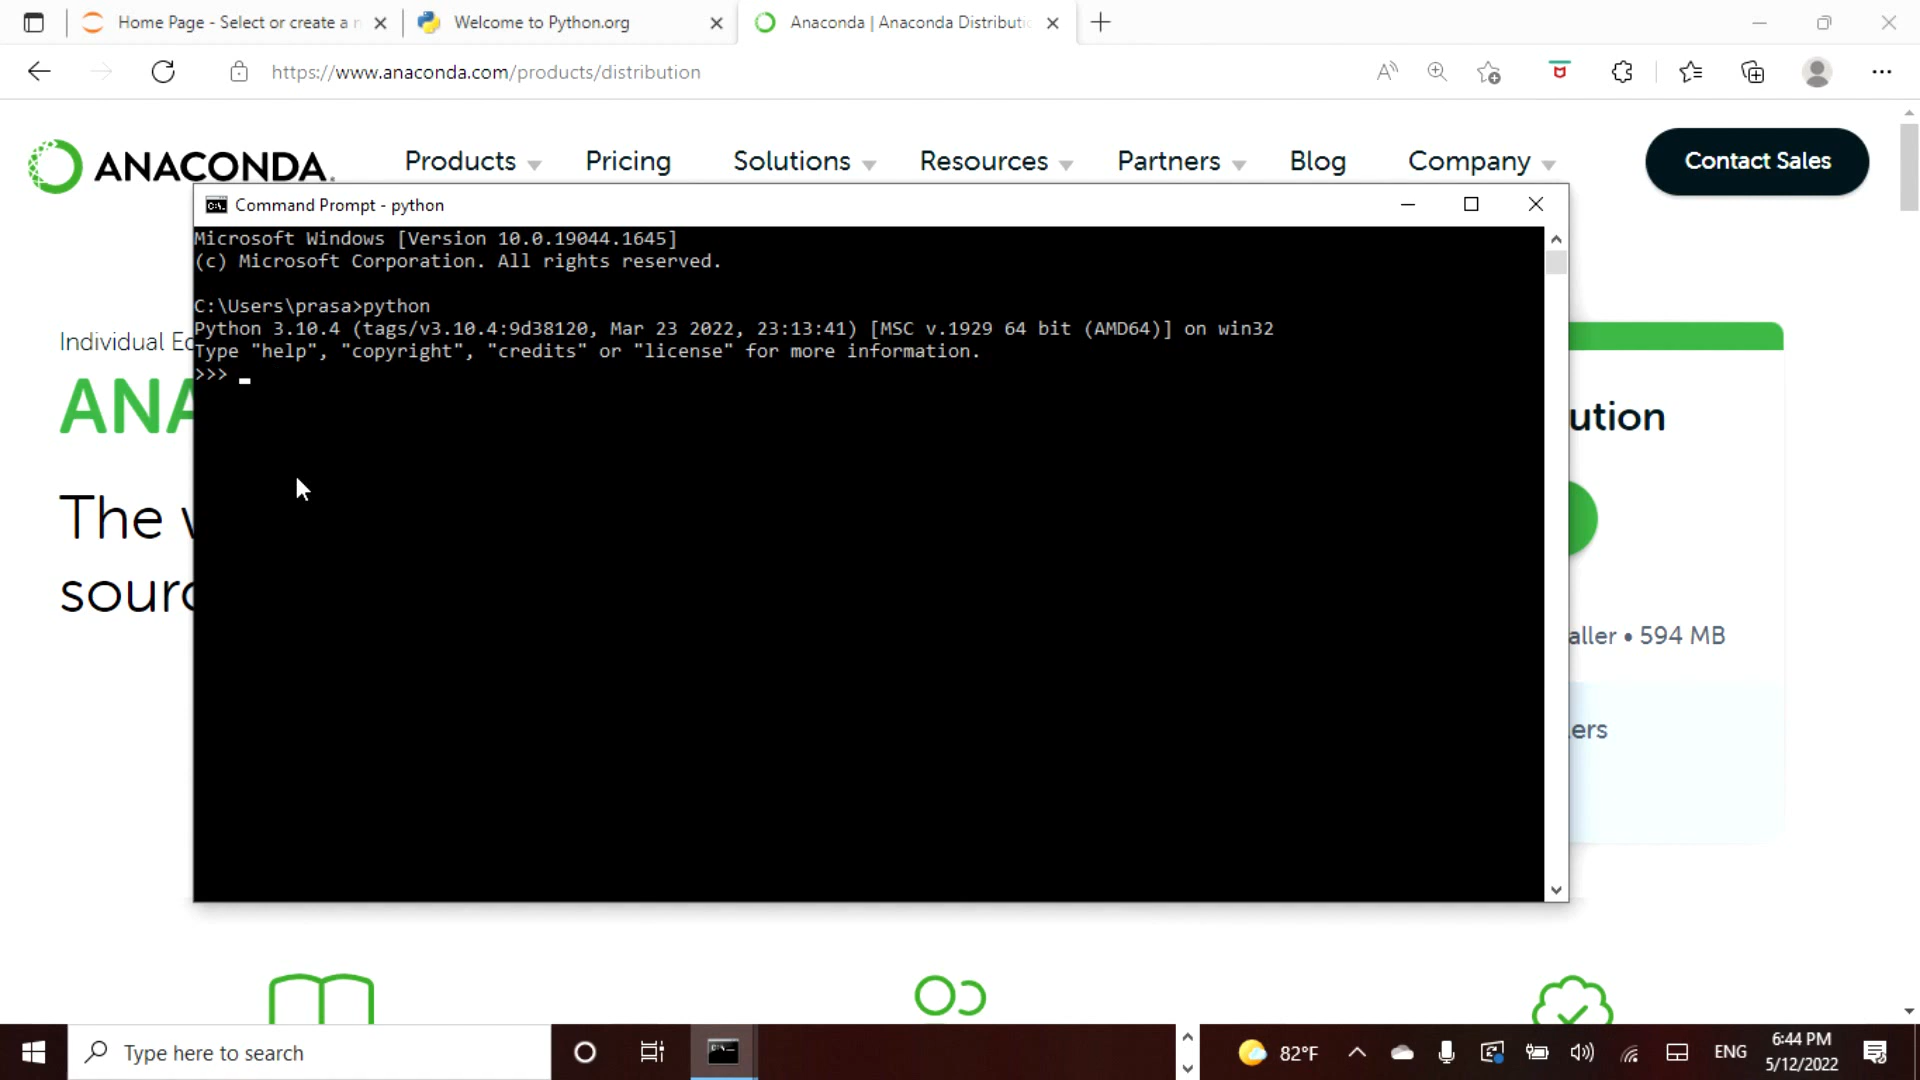 Home Page - Select or create a n
Welcome to Python.org
Anaconda | Anaconda Distributi
https://www.anaconda.com/products/distribution
ANACONDA.
Products
Pricing
Solutions
Resources
Partners
Blog
Company
Contact Sales
Command Prompt - python
Microsoft Windows [Version 10.0.19044.1645]
(c) Microsoft Corporation. All rights reserved.
C:\Users\prasa>python
Python 3.10.4 (tags/v3.10.4:9d38120, Mar 23 2022, 23:13:41) [MSC v.1929 64 bit (AMD64)] on win32
Type "help", "copyright", "credits" or "license" for more information.
>>>
Individual Ed
ANA
The w
sourc
ution
aller • 594 MB
ers
Type here to search
82°F
ENG
6:44 PM
5/12/2022